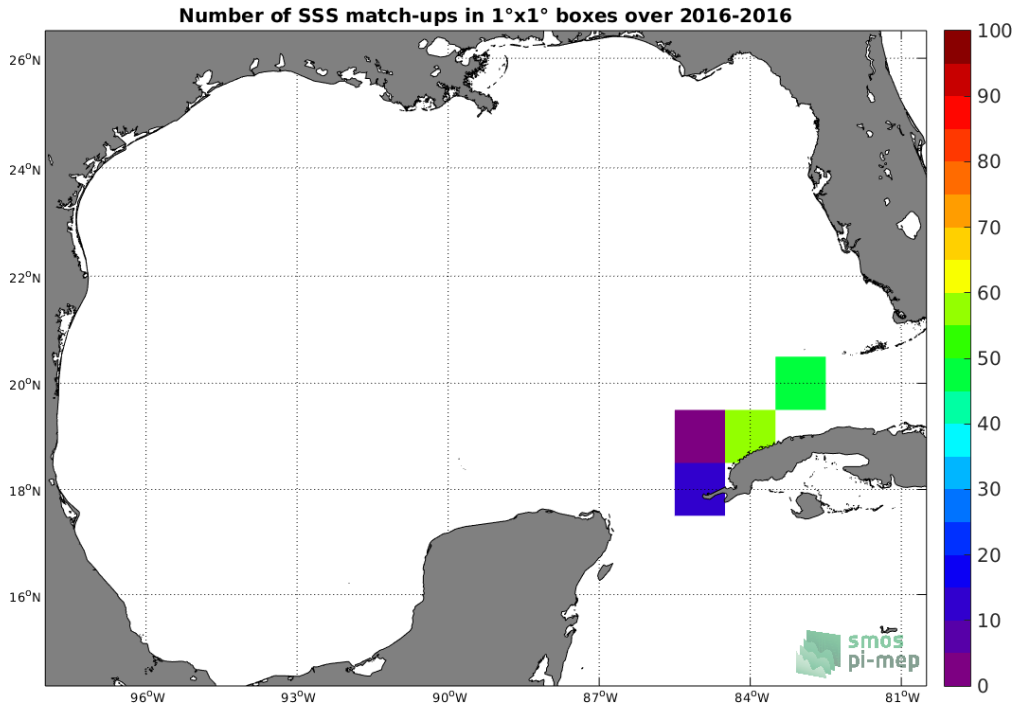 Number of SSS match-ups in 1°x1° boxes over 2016-2016
26°N
24°N
22°N
20°N
18°N
16°N
96°W
93°W
90°W
87°W
84°W
81°W
100
90
80
70
60
50
40
30
20
10
0
smos
pi-mep